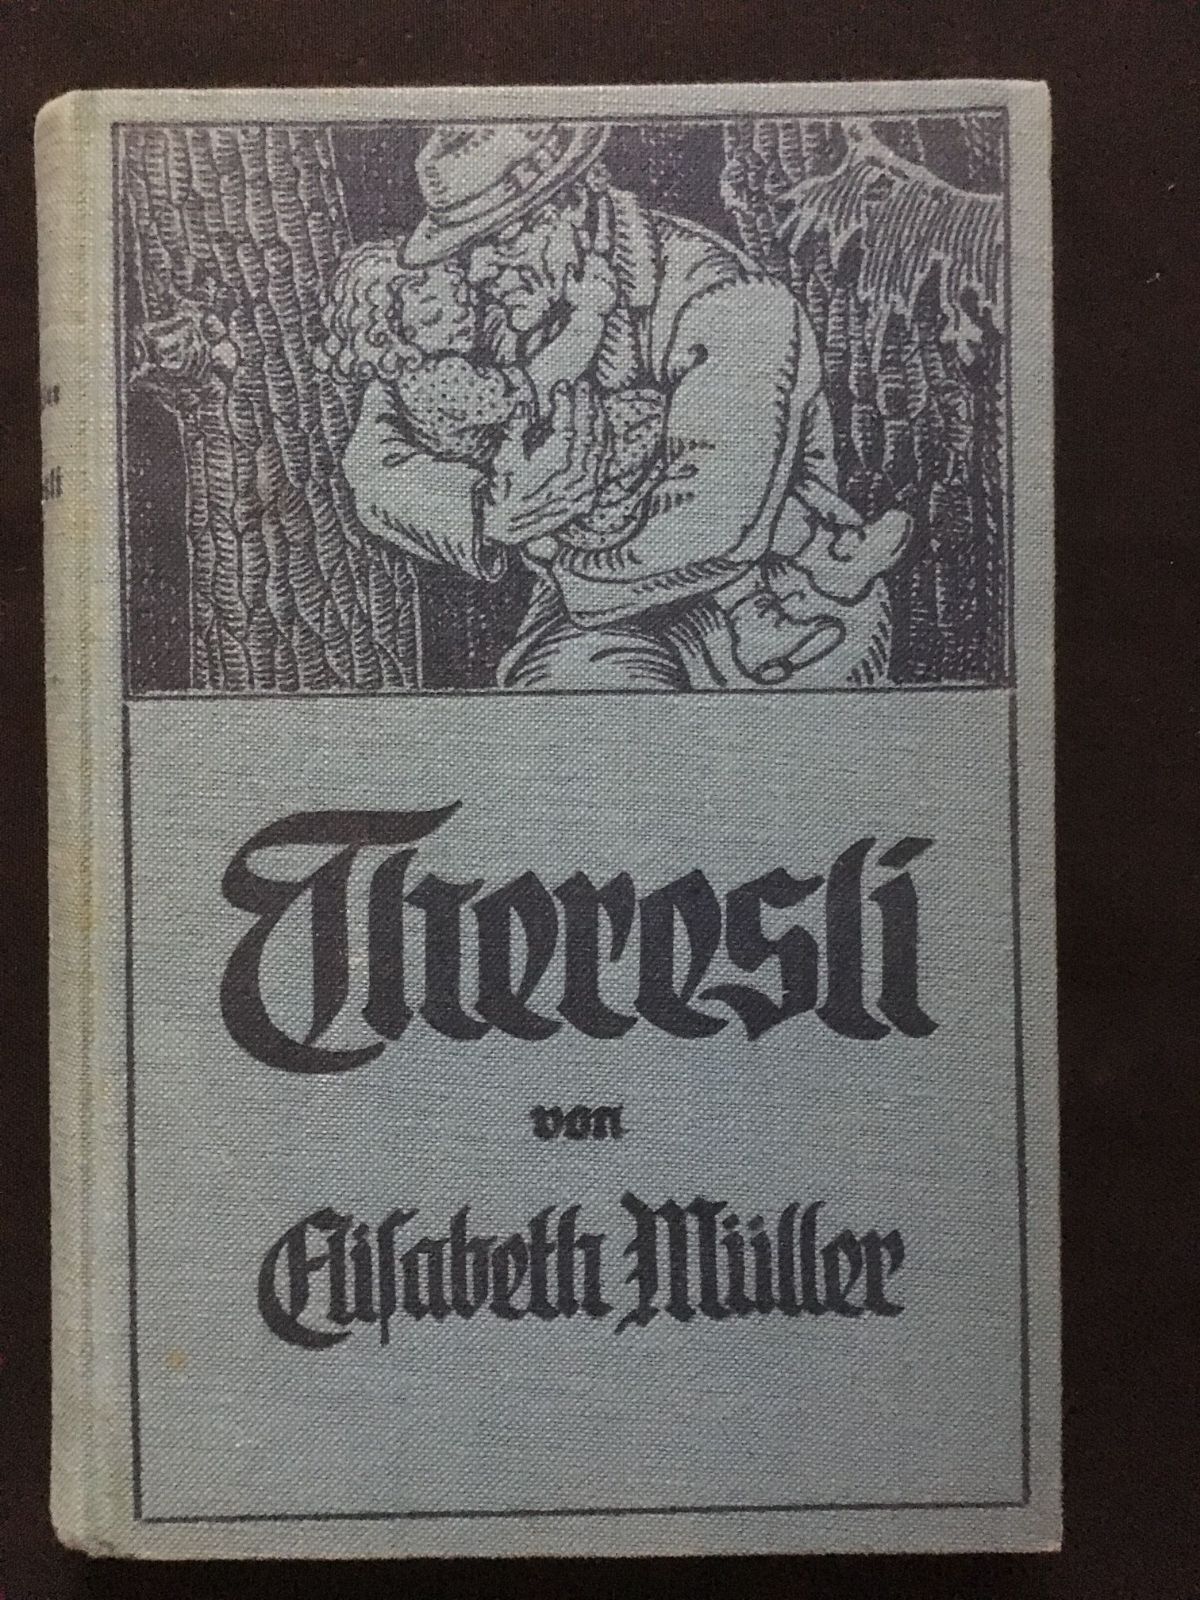 Theresli
von
Elisabeth Müller